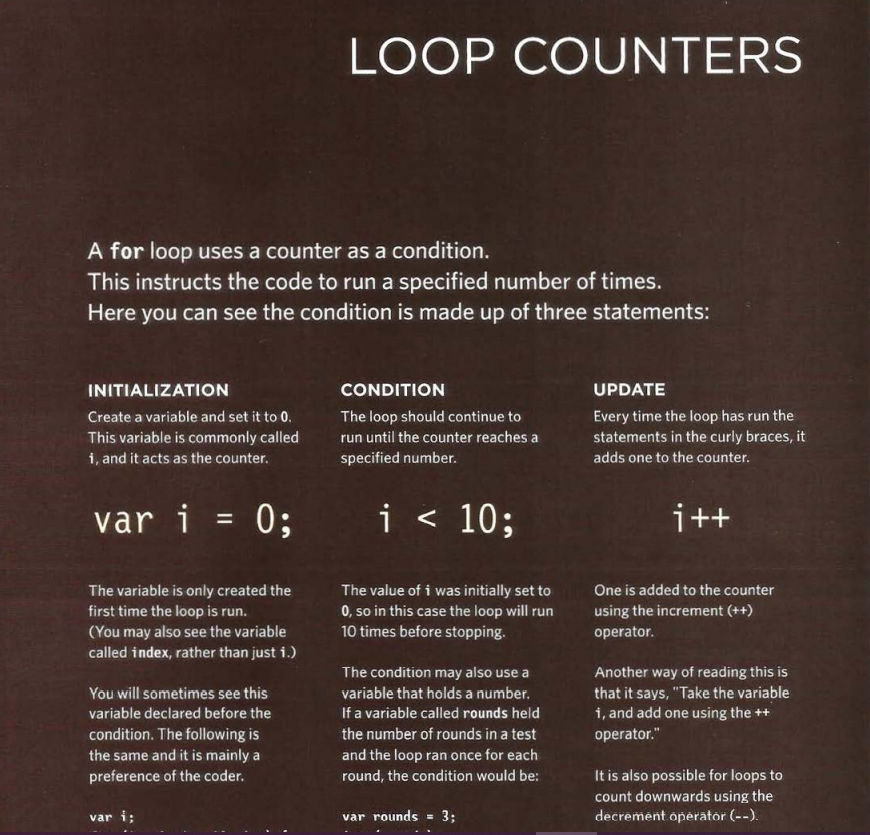 LOOP COUNTERS
A for loop uses a counter as a condition.
This instructs the code to run a specified number of times.
Here you can see the condition is made up of three statements:
INITIALIZATION
Create a variable and set it to 0.
This variable is commonly called
i, and it acts as the counter.
var i = 0;
The variable is only created the
first time the loop is run.
(You may also see the variable
called index, rather than just i.)
You will sometimes see this
variable declared before the
condition. The following is
the same and it is mainly a
preference of the coder.
var i;
CONDITION
The loop should continue to
run until the counter reaches a
specified number.
i < 10;
The value of i was initially set to
0, so in this case the loop will run
10 times before stopping.
The condition may also use a
variable that holds a number.
If a variable called rounds held
the number of rounds in a test
and the loop ran once for each
round, the condition would be:
var rounds = 3;
UPDATE
Every time the loop has run the
statements in the curly braces, it
adds one to the counter.
i++
One is added to the counter
using the increment (++)
operator.
Another way of reading this is
that it says, "Take the variable
i, and add one using the ++
operator."
It is also possible for loops to
count downwards using the
decrement operator (--).